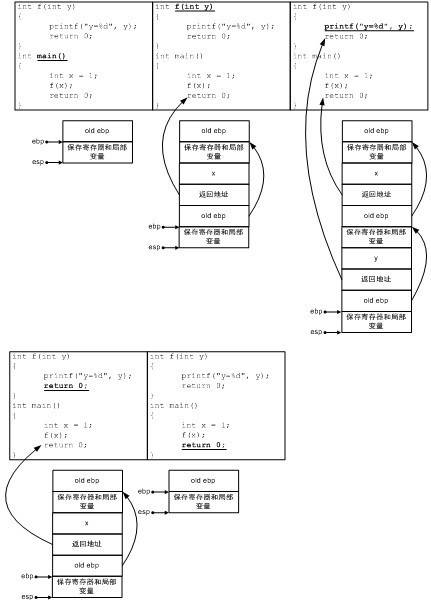 int f(int y)
{
printf("y=%d", y);
return 0;
}
int main()
{
int x = 1;
f(x);
return 0;
}
int f(int y)
{
printf("y=%d", y);
return 0;
}
int main()
{
int x = 1;
f(x);
return 0;
}
int f(int y)
{
printf("y=%d", y);
return 0;
}
int main()
{
int x = 1;
f(x);
return 0;
}
old ebp
ebp
保存寄存器和局部
变量
esp
old ebp
保存寄存器和局部
变量
x
返回地址
old ebp
ebp
保存寄存器和局部
变量
esp
old ebp
保存寄存器和局部
变量
x
返回地址
old ebp
保存寄存器和局部
变量
y
返回地址
old ebp
ebp
保存寄存器和局部
变量
esp
int f(int y)
{
printf("y=%d", y);
return 0;
}
int main()
{
int x = 1;
f(x);
return 0;
}
int f(int y)
{
printf("y=%d", y);
return 0;
}
int main()
{
int x = 1;
f(x);
return 0;
}
old ebp
保存寄存器和局部
变量
x
返回地址
old ebp
ebp
保存寄存器和局部
变量
esp
old ebp
ebp
保存寄存器和局部
变量
esp